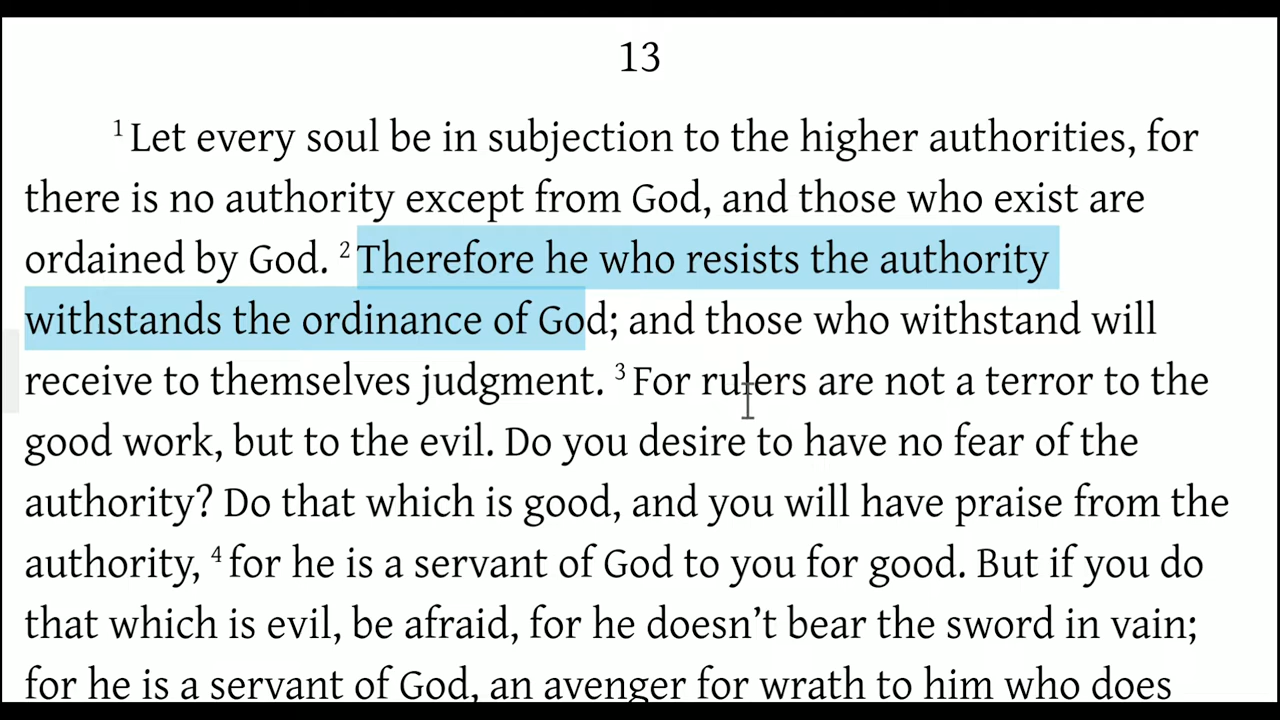 13
1 Let every soul be in subjection to the higher authorities, for
there is no authority except from God, and those who exist are
ordained by God. 2 Therefore he who resists the authority
withstands the ordinance of God; and those who withstand will
receive to themselves judgment. 3 For rulers are not a terror to the
good work, but to the evil. Do you desire to have no fear of the
authority? Do that which is good, and you will have praise from the
authority, 4 for he is a servant of God to you for good. But if you do
that which is evil, be afraid, for he doesn’t bear the sword in vain;
for he is a servant of God, an avenger for wrath to him who does